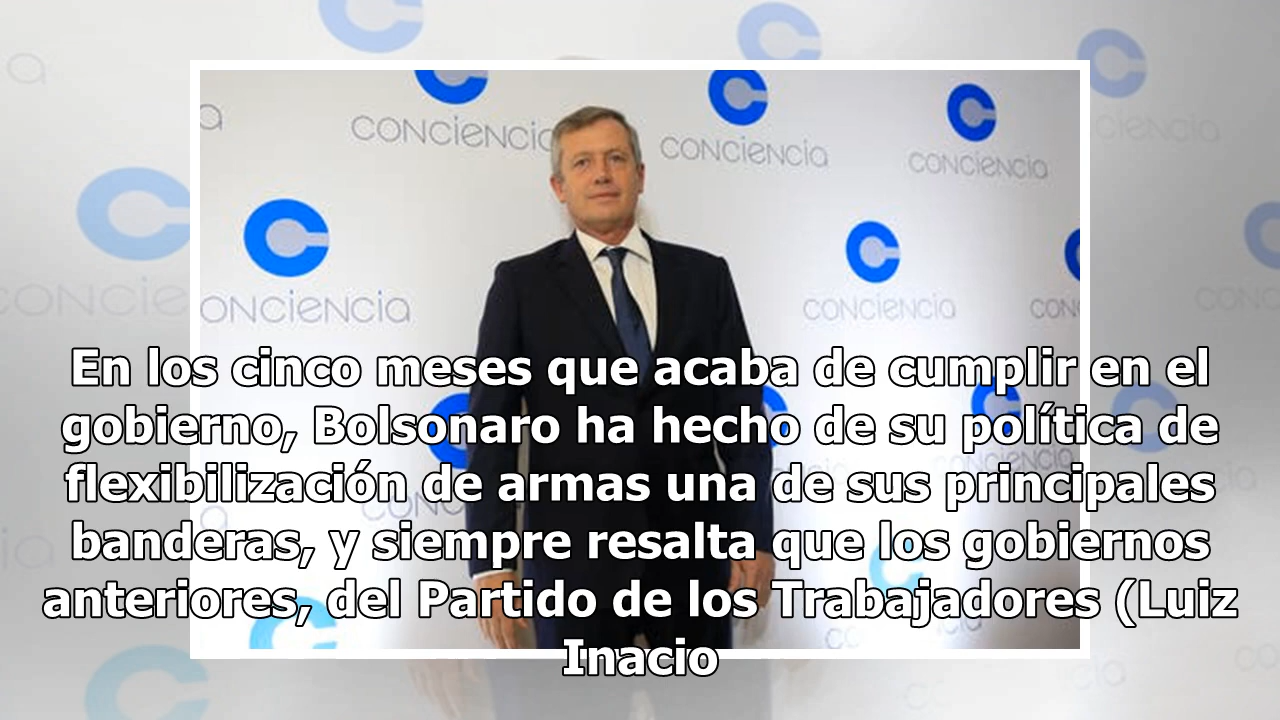 CONCIENCIA
CONCIENCIA
CONCIENCIA
CONCIENCIA
CONCIENCIA
En los cinco meses que acaba de cumplir en el
gobierno, Bolsonaro ha hecho de su política de
flexibilización de armas una de sus principales
banderas, y siempre resalta que los gobiernos
anteriores, del Partido de los Trabajadores (Luiz
Inacio